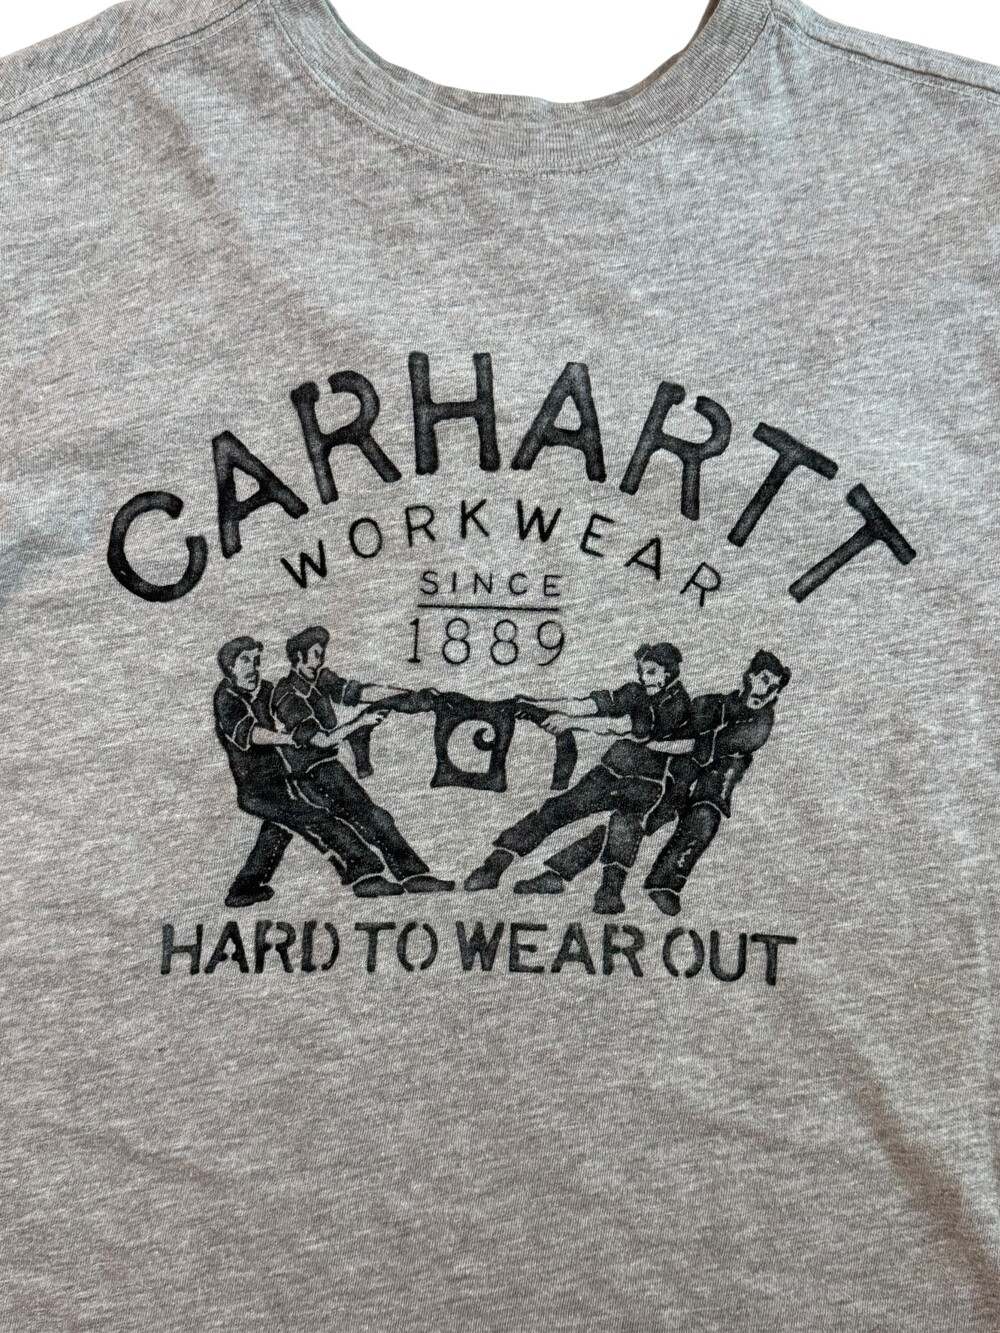 CARHARTT
WORKWEAR
SINCE
1889
HARD TO WEAR OUT